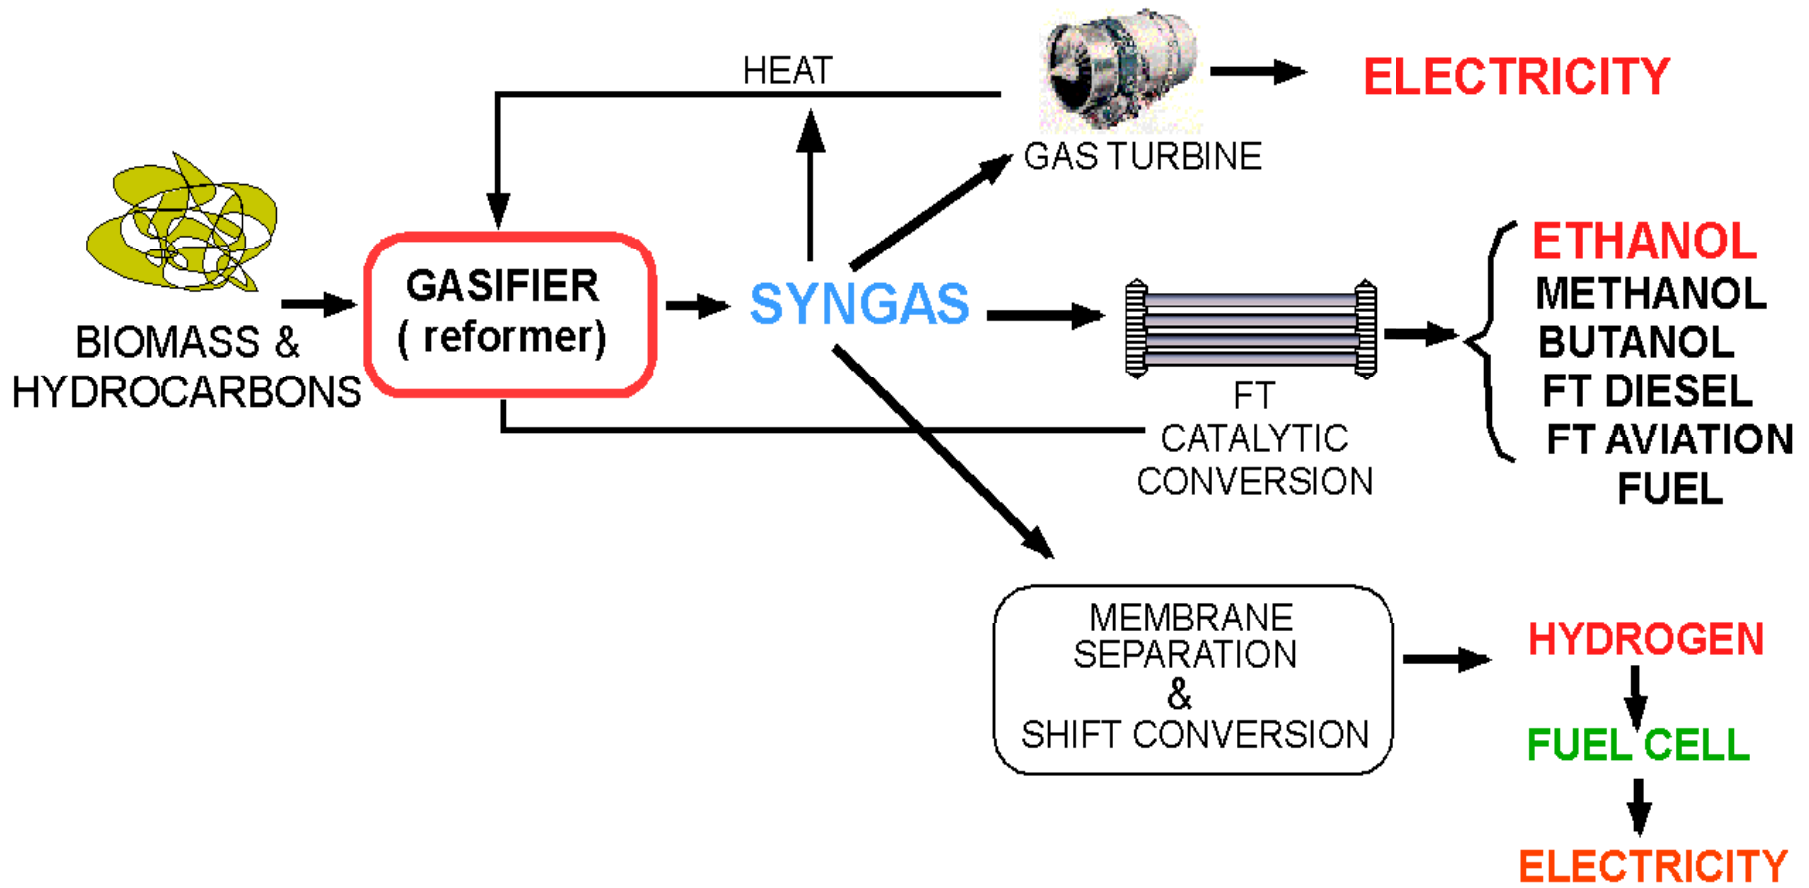 HEAT
ELECTRICITY
GAS TURBINE
BIOMASS &
HYDROCARBONS
GASIFIER
( reformer)
SYNGAS
FT
CATALYTIC
CONVERSION
ETHANOL
METHANOL
BUTANOL
FT DIESEL
FT AVIATION
FUEL
MEMBRANE
SEPARATION
&
SHIFT CONVERSION
HYDROGEN
FUEL CELL
ELECTRICITY